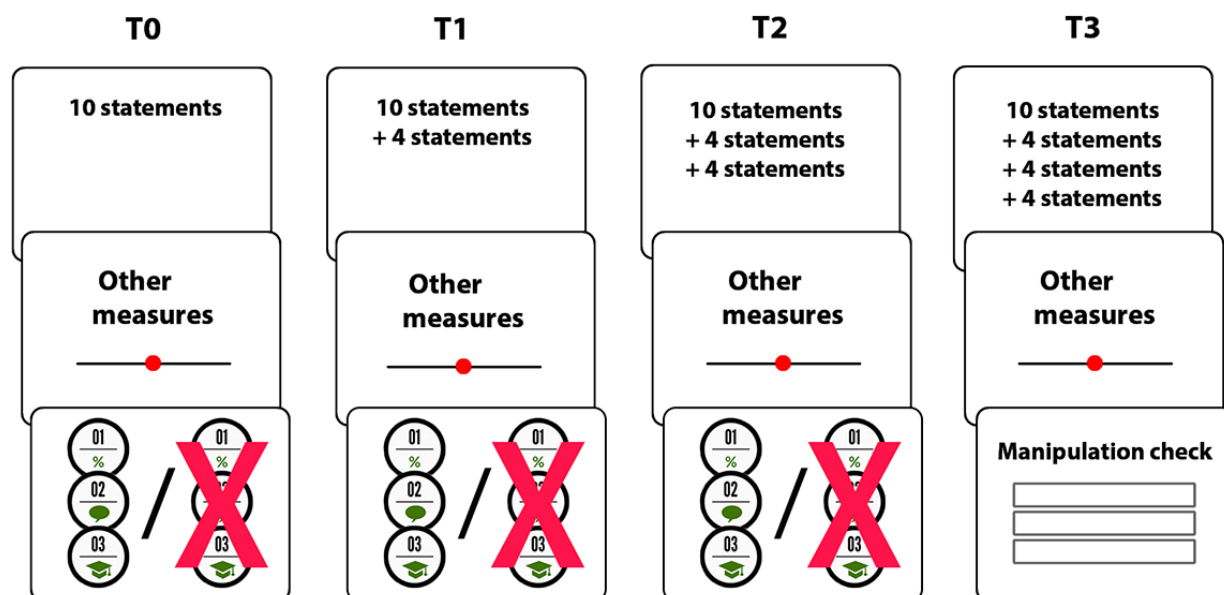 T0
10 statements
Other
measures
01
%
02
03
/
01
%
03
T1
10 statements
+ 4 statements
Other
measures
01
%
02
03
/
01
%
03
T2
10 statements
+ 4 statements
+ 4 statements
Other
measures
01
%
02
03
/
01
%
03
T3
10 statements
+ 4 statements
+ 4 statements
+ 4 statements
Other
measures
Manipulation check